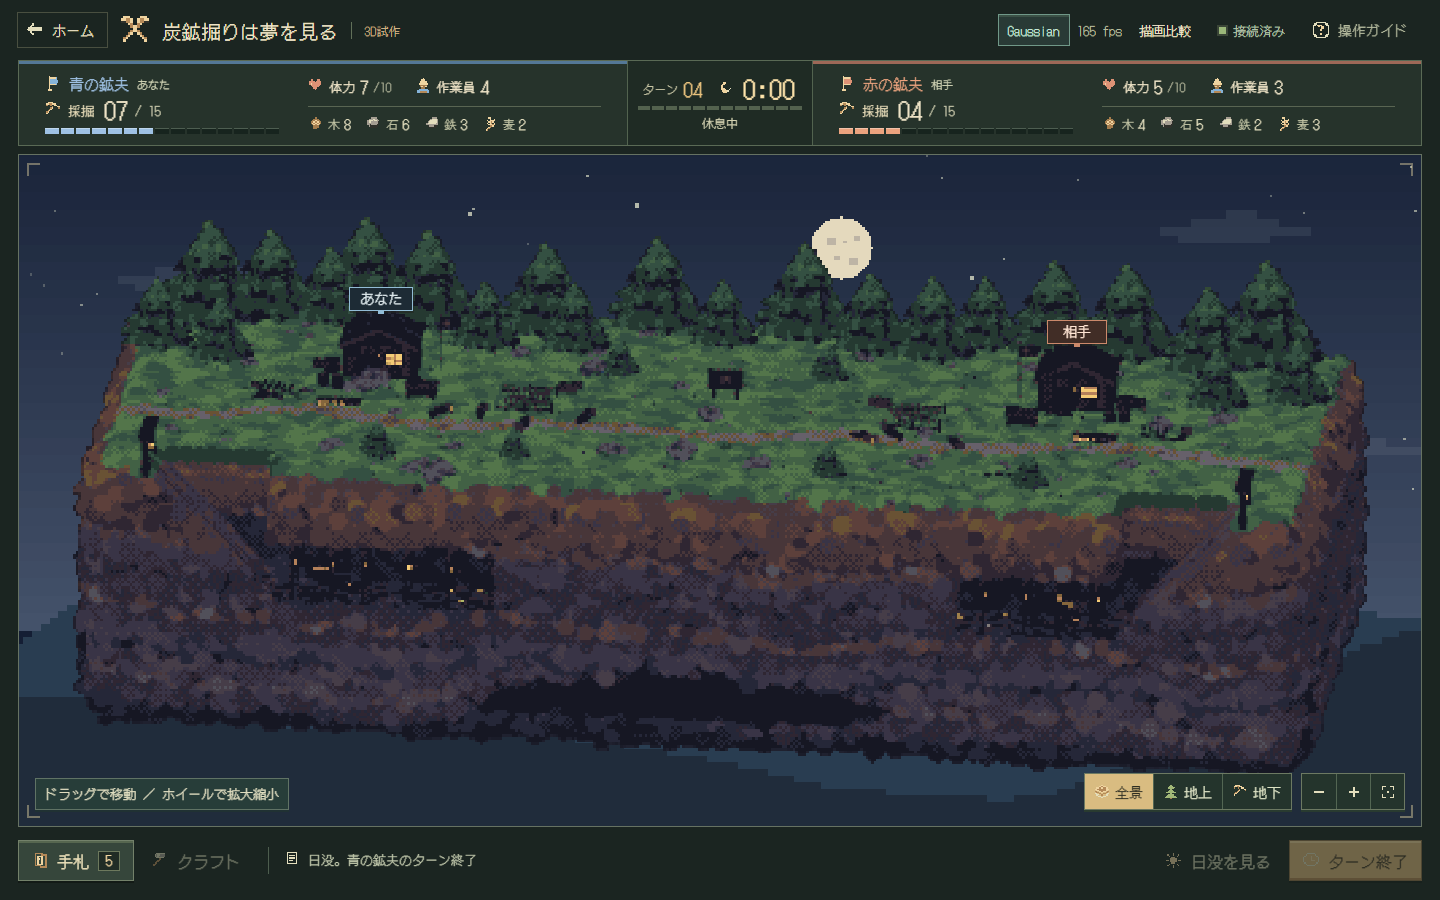 ホーム
炭鉱掘りは夢を見る
3D試作
Gaussian
165 fps
描画比較
接続済み
操作ガイド
青の鉱夫 あなた
体力 7 /10
作業員 4
採掘 07 / 15
木 8
石 6
鉄 3
麦 2
ターン 04
0:00
休息中
赤の鉱夫 相手
体力 5 /10
作業員 3
採掘 04 / 15
木 4
石 5
鉄 2
麦 3
あなた
相手
ドラッグで移動 / ホイールで拡大縮小
全景
地上
地下
手札 5
クラフト
日没。青の鉱夫のターン終了
日没を見る
ターン終了